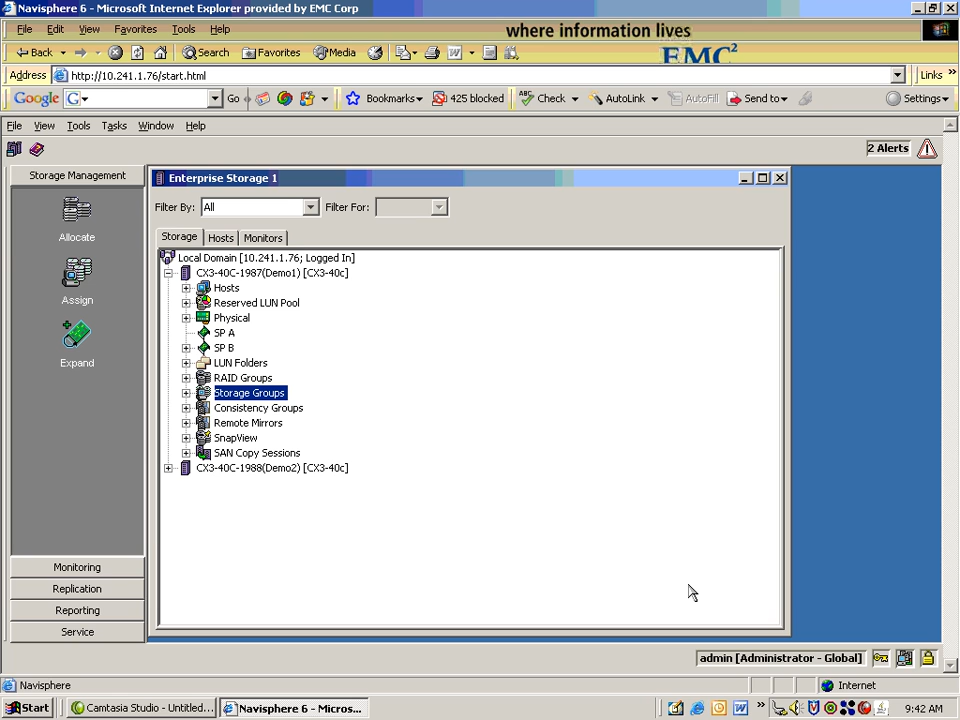 Navisphere 6 - Microsoft Internet Explorer provided by EMC Corp
File Edit View Favorites Tools Help
where information lives
Back Search Favorites Media
EMC²
Address http://10.241.1.76/start.html Links »
Google G Go Bookmarks 425 blocked Check AutoLink AutoFill Send to Settings
File View Tools Tasks Window Help
2 Alerts
Storage Management
Allocate
Assign
Expand
Monitoring
Replication
Reporting
Service
Enterprise Storage 1
Filter By: All Filter For:
Storage Hosts Monitors
Local Domain [10.241.1.76; Logged In]
CX3-40C-1987(Demo1) [CX3-40c]
Hosts
Reserved LUN Pool
Physical
SP A
SP B
LUN Folders
RAID Groups
Storage Groups
Consistency Groups
Remote Mirrors
SnapView
SAN Copy Sessions
CX3-40C-1988(Demo2) [CX3-40c]
admin [Administrator - Global]
Navisphere Internet
Start Camtasia Studio - Untitled... Navisphere 6 - Micros... » 9:42 AM